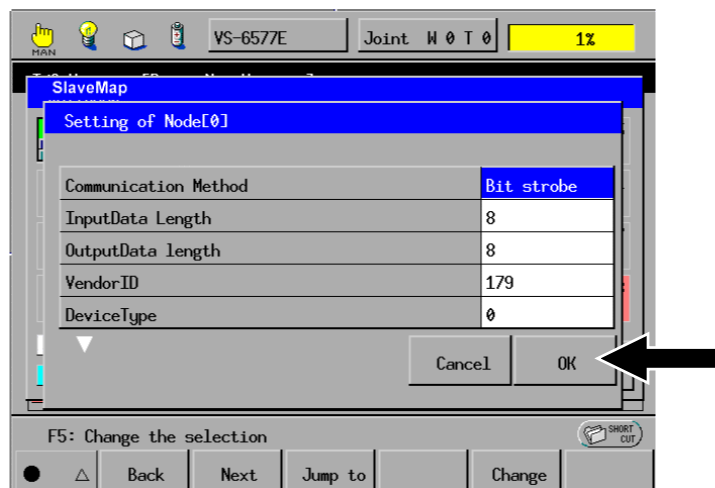 MAN VS-6577E Joint W 0 T 0 1%
SlaveMap
Setting of Node[0]
Communication Method Bit strobe
InputData Length 8
OutputData length 8
VendorID 179
DeviceType 0
Cancel OK
F5: Change the selection SHORT CUT
Back Next Jump to Change